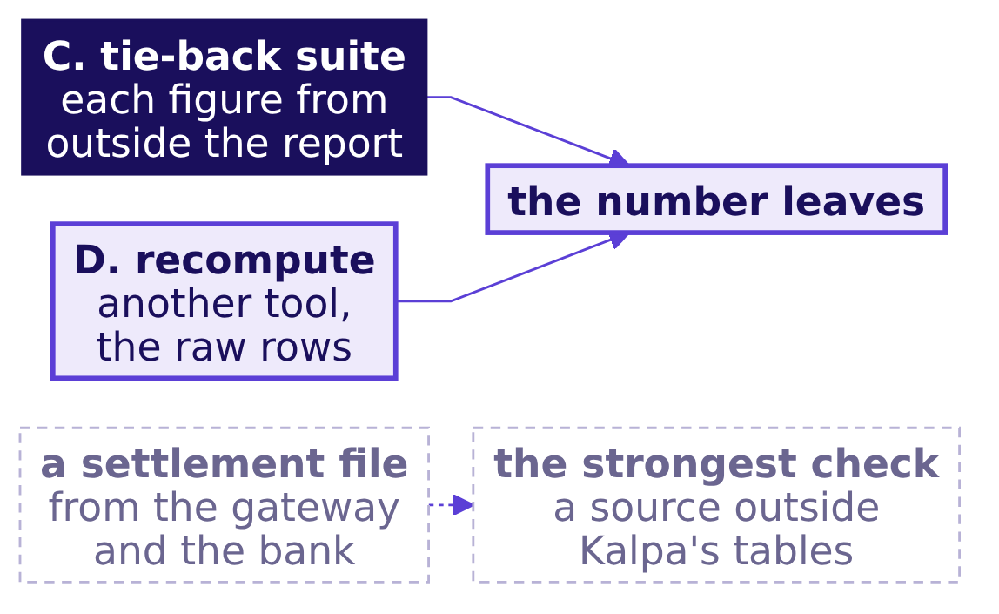 C. tie-back suite
each figure from
outside the report
the number leaves
D. recompute
another tool,
the raw rows
a settlement file
from the gateway
and the bank
the strongest check
a source outside
Kalpa's tables